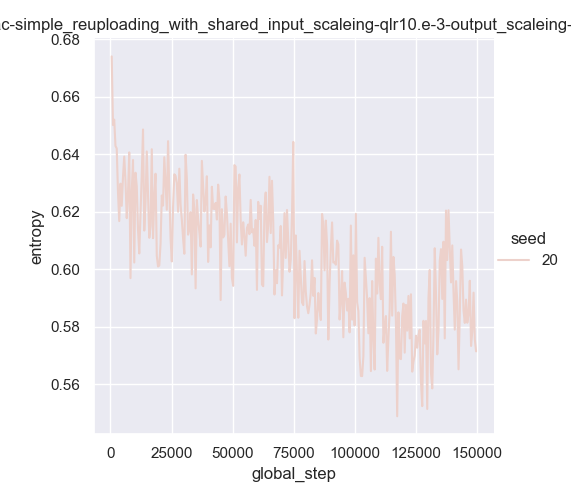 ac-simple_reuploading_with_shared_input_scaleing-qlr10.e-3-output_scaleing-
0.68
0.66
0.64
0.62
0.60
0.58
0.56
entropy
0 25000 50000 75000 100000 125000 150000
global_step
seed
20